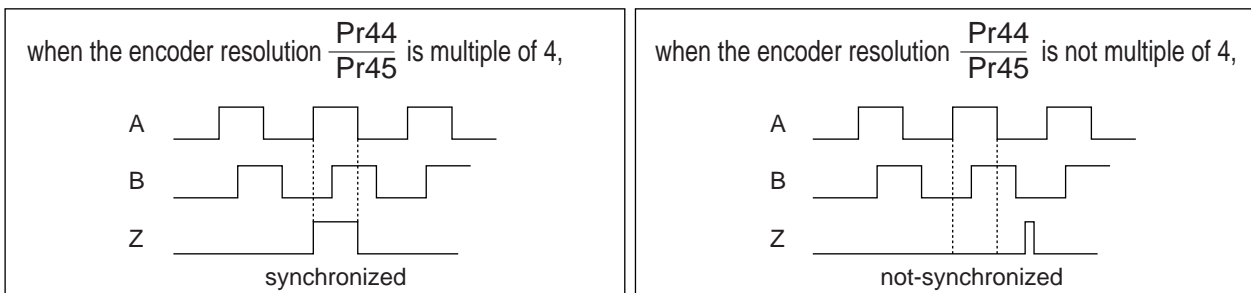 when the encoder resolution Pr44/Pr45 is multiple of 4,
A
B
Z
synchronized
when the encoder resolution Pr44/Pr45 is not multiple of 4,
A
B
Z
not-synchronized